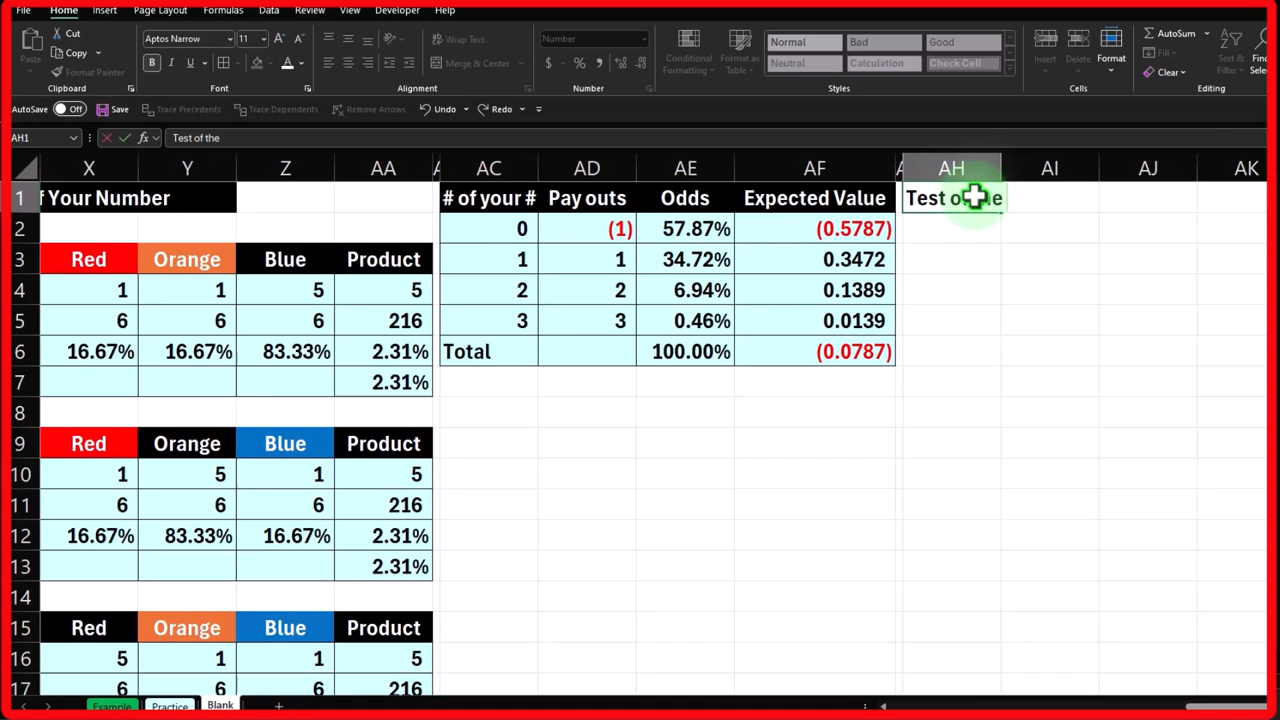 File Home Insert Page Layout Formulas Data Review View Developer Help
Paste Cut Copy Format Painter
Aptos Narrow 11
Wrap Text Merge & Center
Number
Conditional Formatting Format as Table
Normal Bad Good
Neutral Calculation Check Cell
Insert Delete Format
AutoSum Fill Clear
Sort Filter
Clipboard Font Alignment Number Styles Cells Editing
AutoSave Off Save Trace Precedents Trace Dependents Remove Arrows Undo Redo
AH1 fx Test of the
X Y Z AA AC AD AE AF AH AI AJ AK
1 f Your Number # of your # Pay outs Odds Expected Value Test
2 0 (1) 57.87% (0.5787)
3 Red Orange Blue Product 1 1 34.72% 0.3472
4 1 1 5 5 2 2 6.94% 0.1389
5 6 6 6 216 3 3 0.46% 0.0139
6 16.67% 16.67% 83.33% 2.31% Total 100.00% (0.0787)
7 2.31%
8
9 Red Orange Blue Product
10 1 5 1 5
11 6 6 6 216
12 16.67% 83.33% 16.67% 2.31%
13 2.31%
14
15 Red Orange Blue Product
16 5 1 1 5
17 6 6 6 216
Example Practice Blank